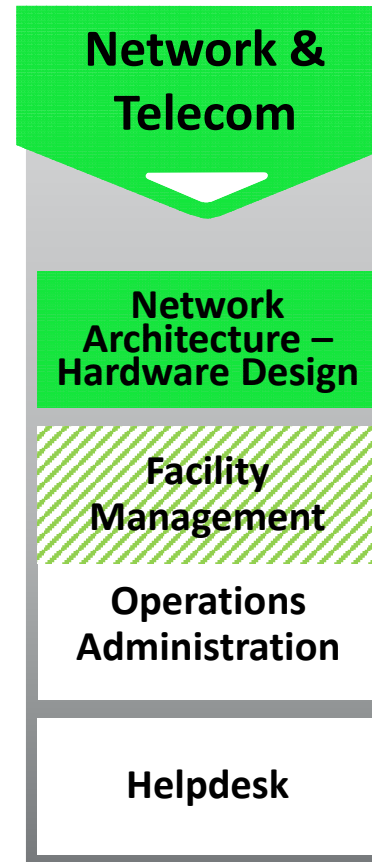 Network &
Telecom
Network
Architecture –
Hardware Design
Facility
Management
Operations
Administration
Helpdesk